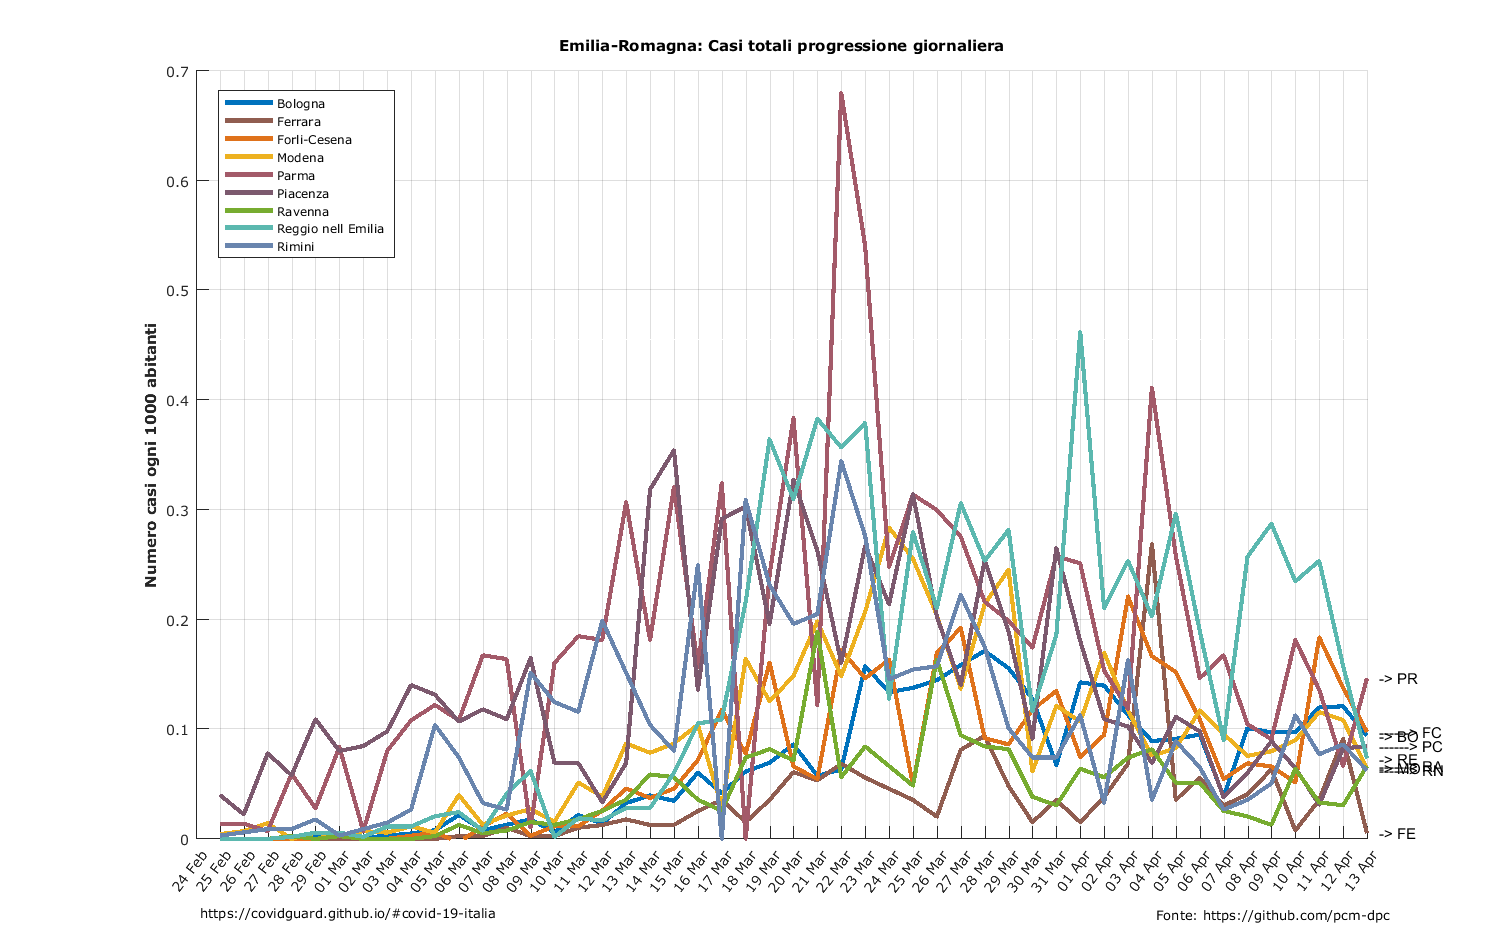 Emilia-Romagna: Casi totali progressione giornaliera
Numero casi ogni 1000 abitanti
0.7
0.6
0.5
0.4
0.3
0.2
0.1
0
Bologna
Ferrara
Forli-Cesena
Modena
Parma
Piacenza
Ravenna
Reggio nell Emilia
Rimini
-> PR
-----> FC
-> BO
------> PC
-> RE
-> FE
24 Feb
25 Feb
26 Feb
27 Feb
28 Feb
29 Feb
01 Mar
02 Mar
03 Mar
04 Mar
05 Mar
06 Mar
07 Mar
08 Mar
09 Mar
10 Mar
11 Mar
12 Mar
13 Mar
14 Mar
15 Mar
16 Mar
17 Mar
18 Mar
19 Mar
20 Mar
21 Mar
22 Mar
23 Mar
24 Mar
25 Mar
26 Mar
27 Mar
28 Mar
29 Mar
30 Mar
31 Mar
01 Apr
02 Apr
03 Apr
04 Apr
05 Apr
06 Apr
07 Apr
08 Apr
09 Apr
10 Apr
11 Apr
12 Apr
13 Apr
https://covidguard.github.io/#covid-19-italia
Fonte: https://github.com/pcm-dpc